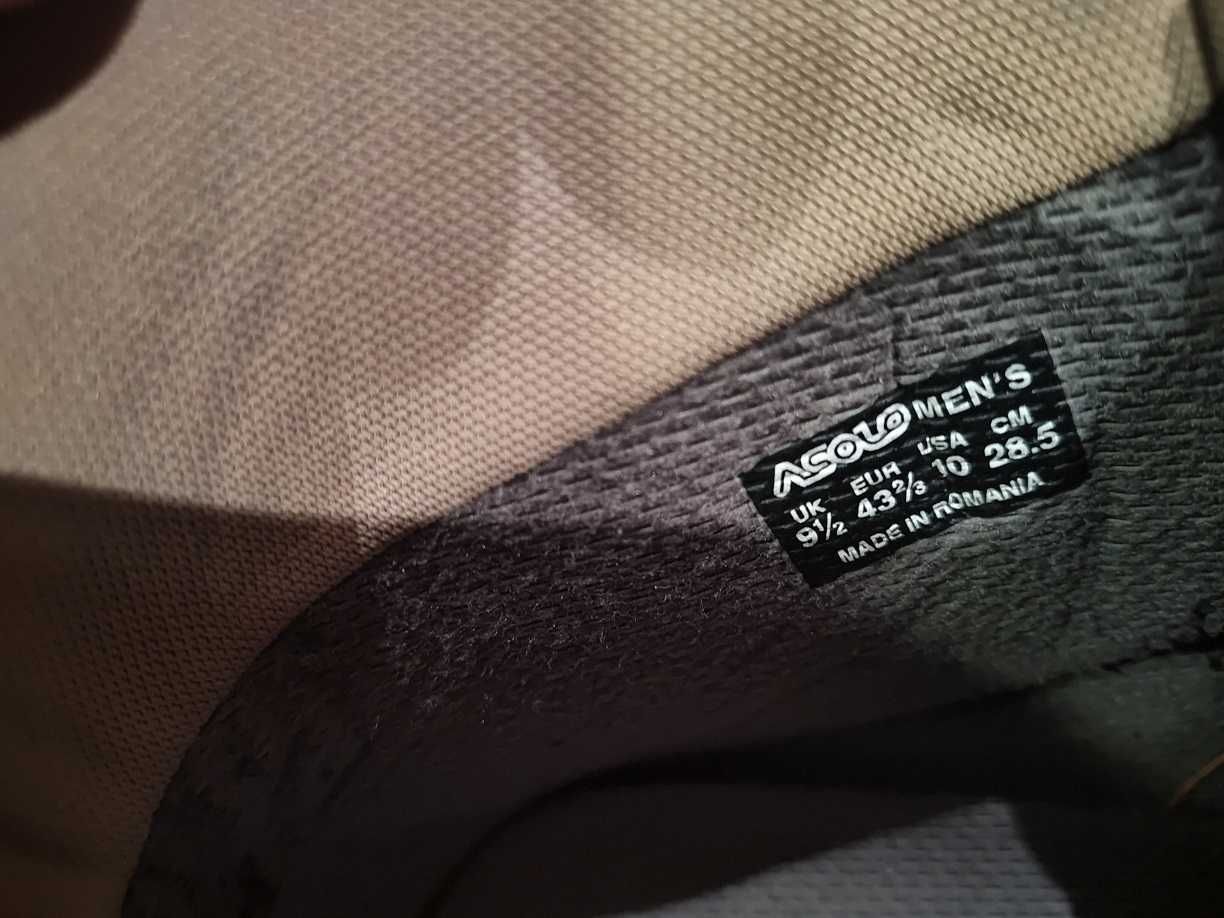 ASOLO MEN'S
UK EUR USA CM
9½ 43⅔ 10 28.5
MADE IN ROMANIA